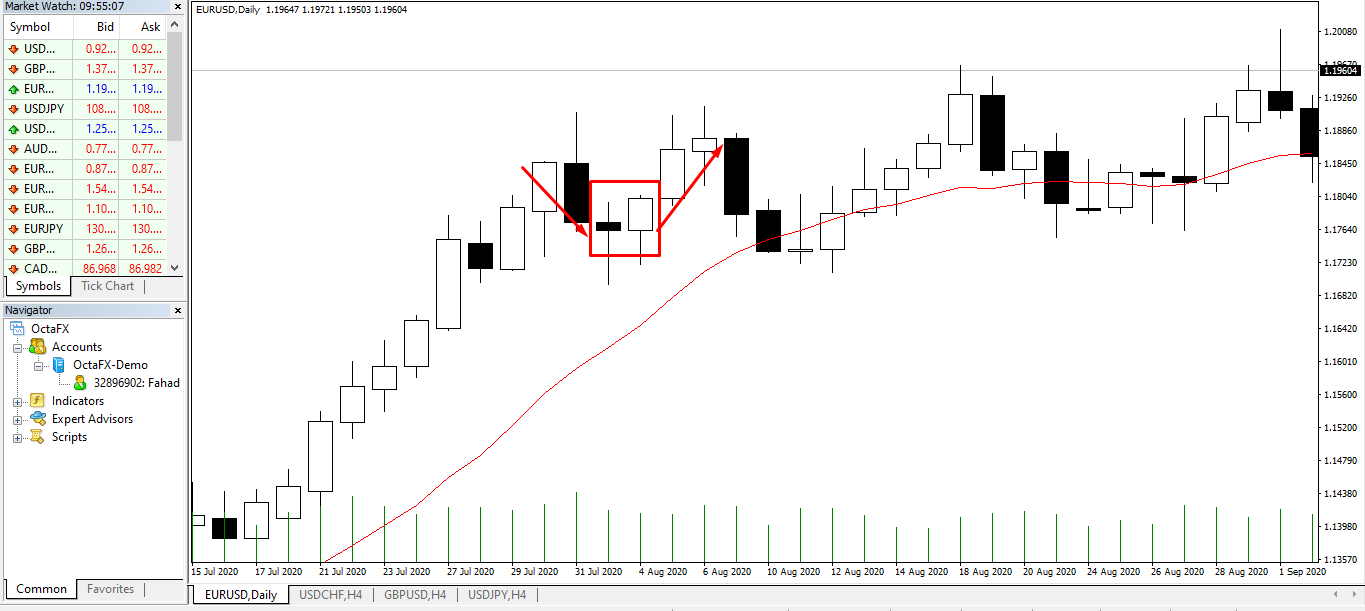 Market Watch: 09:55:07
Symbol Bid Ask
USD... 0.92... 0.92...
GBP... 1.37... 1.37...
EUR... 1.19... 1.19...
USDJPY 108.... 108....
USD... 1.25... 1.25...
AUD... 0.77... 0.77...
EUR... 0.87... 0.87...
EUR... 1.54... 1.54...
EUR... 1.10... 1.10...
EURJPY 130.... 130....
GBP... 1.26... 1.26...
CAD... 86.968 86.982
Symbols Tick Chart
Navigator
OctaFX
Accounts
OctaFX-Demo
32896902: Fahad
Indicators
Expert Advisors
Scripts
Common Favorites
EURUSD,Daily 1.19647 1.19721 1.19503 1.19604
1.20080
1.19604
1.19260
1.18860
1.18450
1.18040
1.17640
1.17230
1.16820
1.16420
1.16010
1.15600
1.15200
1.14790
1.14380
1.13980
1.13570
15 Jul 2020 17 Jul 2020 21 Jul 2020 23 Jul 2020 27 Jul 2020 29 Jul 2020 31 Jul 2020 4 Aug 2020 6 Aug 2020 10 Aug 2020 12 Aug 2020 14 Aug 2020 18 Aug 2020 20 Aug 2020 24 Aug 2020 26 Aug 2020 28 Aug 2020 1 Sep 2020
EURUSD,Daily USDCHF,H4 GBPUSD,H4 USDJPY,H4